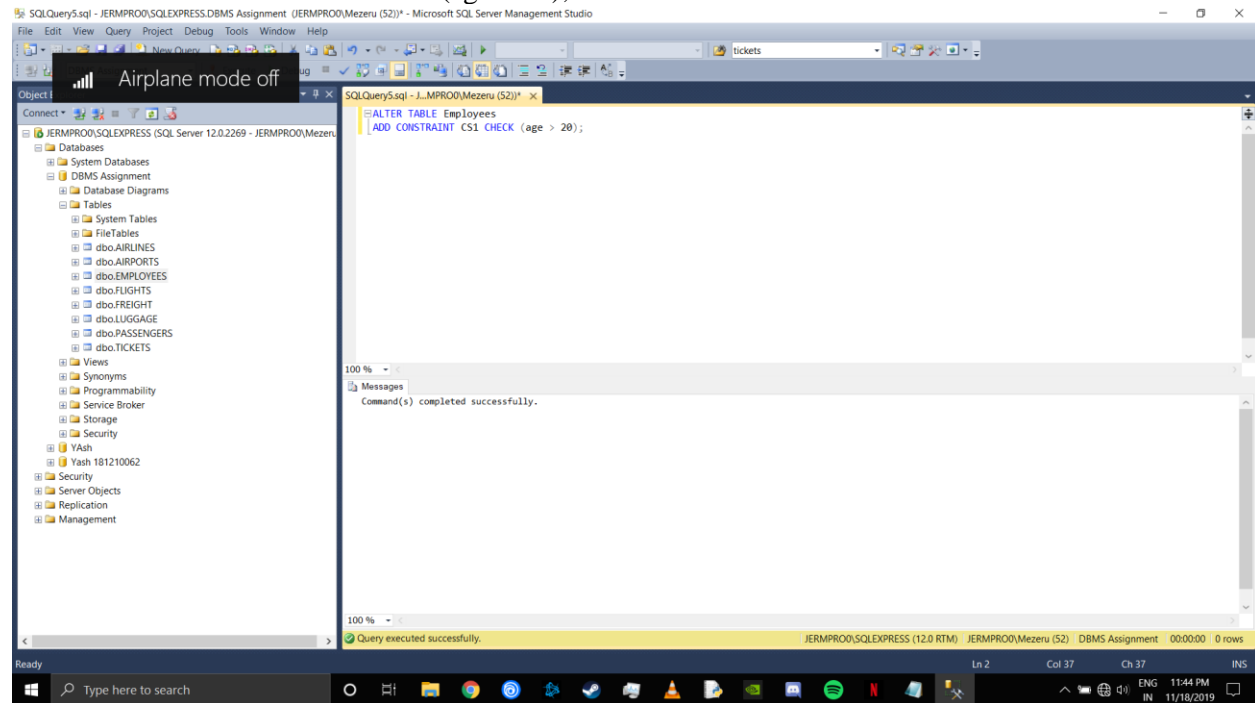 SQLQuery5.sql - JERMPRO0\SQLEXPRESS.DBMS Assignment (JERMPRO0\Mezeru (52))* - Microsoft SQL Server Management Studio
File Edit View Query Project Debug Tools Window Help
New Query
tickets
Airplane mode off
Object
Connect
JERMPRO0\SQLEXPRESS (SQL Server 12.0.2269 - JERMPRO0\Mezeru
Databases
System Databases
DBMS Assignment
Database Diagrams
Tables
System Tables
FileTables
dbo.AIRLINES
dbo.AIRPORTS
dbo.EMPLOYEES
dbo.FLIGHTS
dbo.FREIGHT
dbo.LUGGAGE
dbo.PASSENGERS
dbo.TICKETS
Views
Synonyms
Programmability
Service Broker
Storage
Security
YAsh
Yash 181210062
Security
Server Objects
Replication
Management
SQLQuery5.sql - J...MPRO0\Mezeru (52))*
ALTER TABLE Employees
ADD CONSTRAINT CS1 CHECK (age > 20);
100 %
Messages
Command(s) completed successfully.
100 %
Query executed successfully. JERMPRO0\SQLEXPRESS (12.0 RTM) JERMPRO0\Mezeru (52) DBMS Assignment 00:00:00 0 rows
Ready Ln 2 Col 37 Ch 37 INS
Type here to search
ENG 11:44 PM
IN 11/18/2019